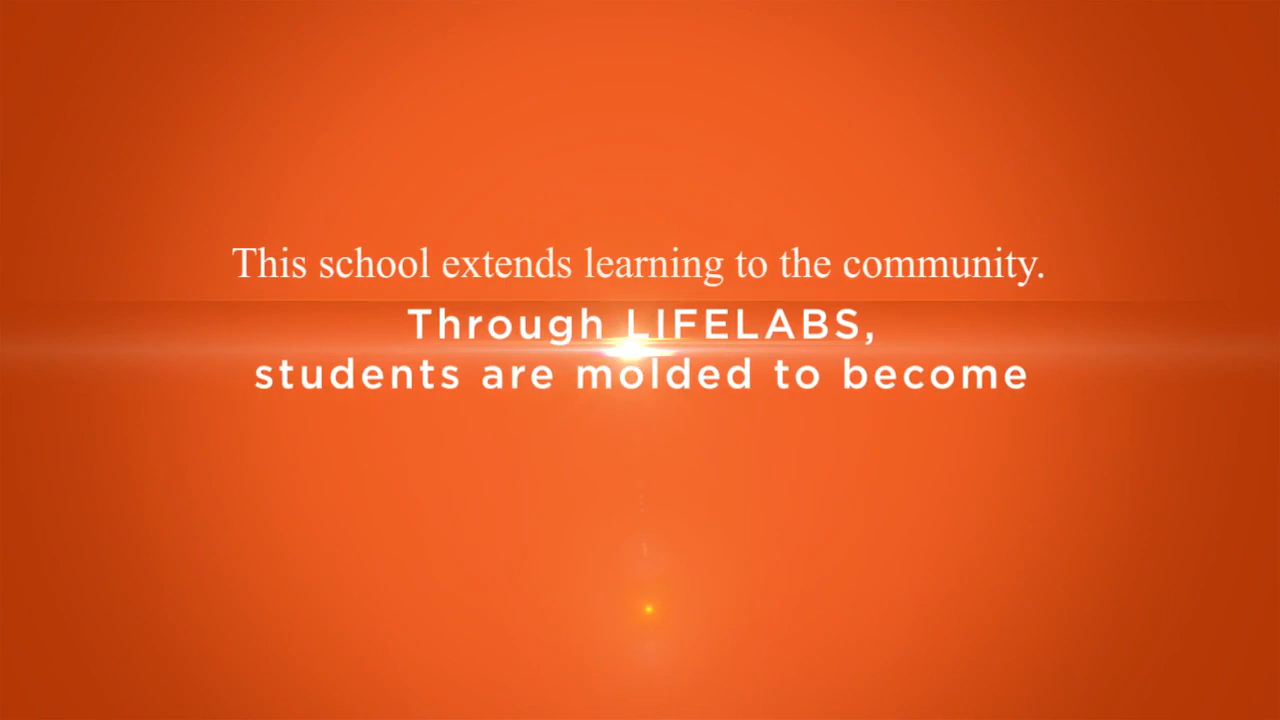 This school extends learning to the community.
Through LIFELABS,
students are molded to become